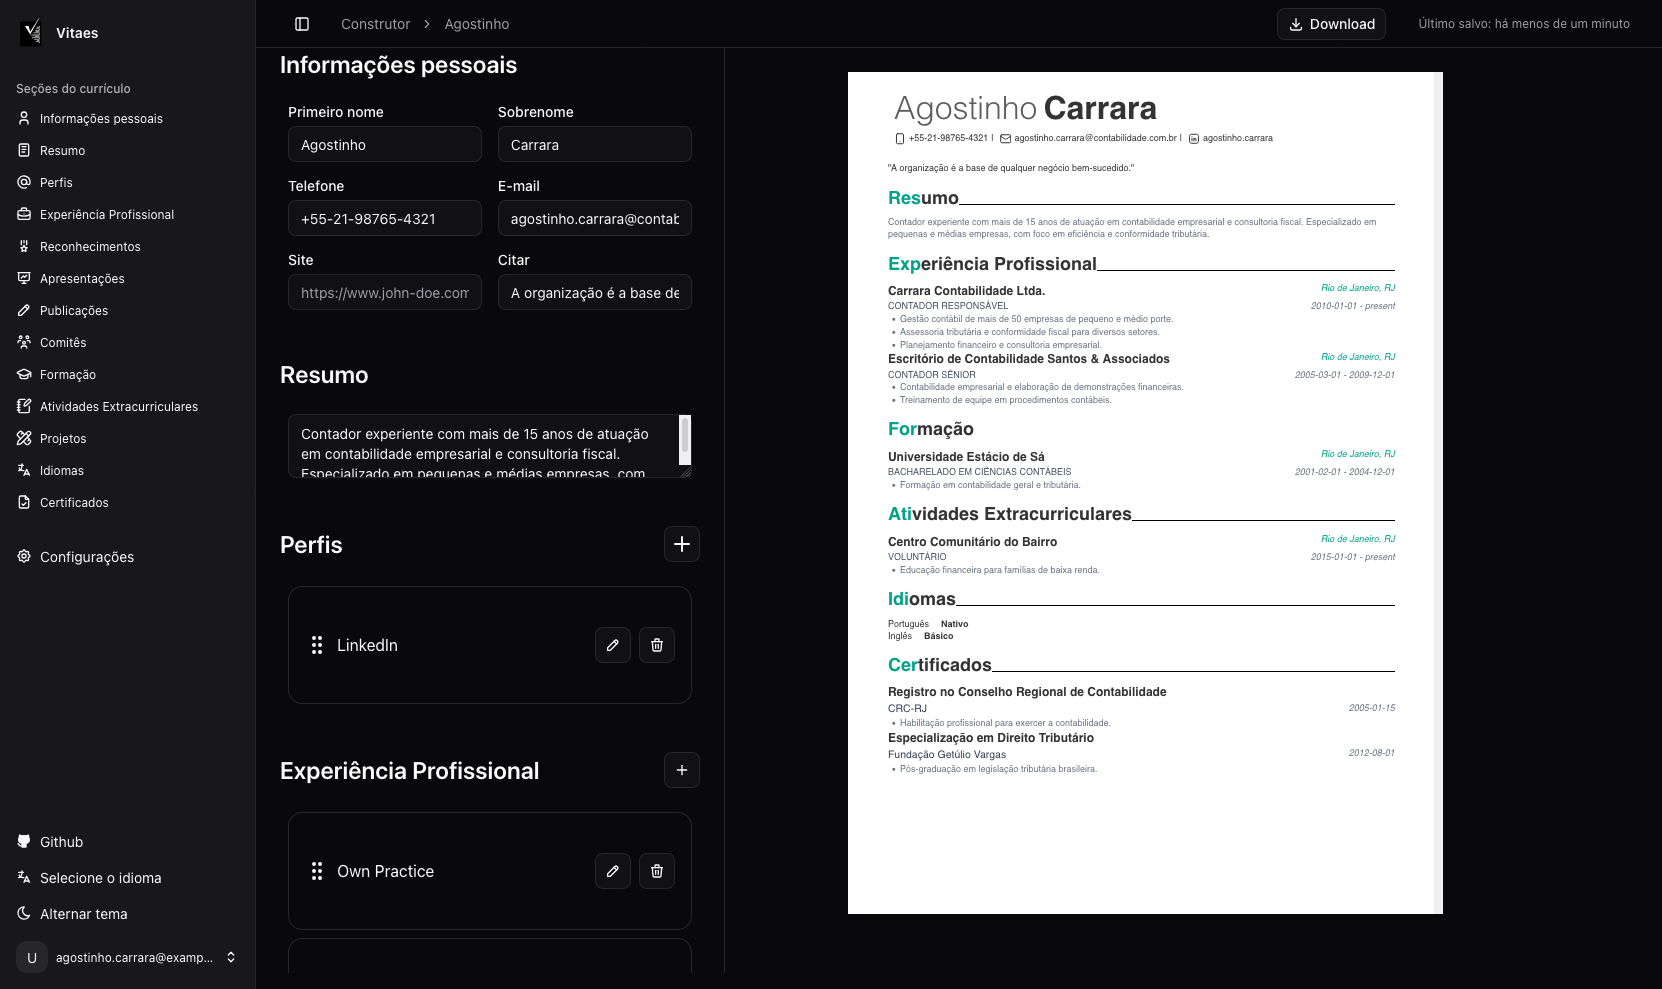 Vitaes
Seções do currículo
Informações pessoais
Resumo
Perfis
Experiência Profissional
Reconhecimentos
Apresentações
Publicações
Comitês
Formação
Atividades Extracurriculares
Projetos
Idiomas
Certificados
Configurações
Github
Selecione o idioma
Alternar tema
U agostinho.carrara@examp...
Construtor > Agostinho
Download
Último salvo: há menos de um minuto
Informações pessoais
Primeiro nome Sobrenome
Agostinho Carrara
Telefone E-mail
+55-21-98765-4321 agostinho.carrara@contab
Site Citar
https://www.john-doe.com A organização é a base de
Resumo
Contador experiente com mais de 15 anos de atuação
em contabilidade empresarial e consultoria fiscal.
Especializado em pequenas e médias empresas, com
Perfis
LinkedIn
Experiência Profissional
Own Practice
Agostinho Carrara
+55-21-98765-4321 | agostinho.carrara@contabilidade.com.br | agostinho.carrara
"A organização é a base de qualquer negócio bem-sucedido."
Resumo
Contador experiente com mais de 15 anos de atuação em contabilidade empresarial e consultoria fiscal. Especializado em
pequenas e médias empresas, com foco em eficiência e conformidade tributária.
Experiência Profissional
Carrara Contabilidade Ltda. Rio de Janeiro, RJ
CONTADOR RESPONSÁVEL 2010-01-01 - present
• Gestão contábil de mais de 50 empresas de pequeno e médio porte.
• Assessoria tributária e conformidade fiscal para diversos setores.
• Planejamento financeiro e consultoria empresarial.
Escritório de Contabilidade Santos & Associados Rio de Janeiro, RJ
CONTADOR SÊNIOR 2005-03-01 - 2009-12-01
• Contabilidade empresarial e elaboração de demonstrações financeiras.
• Treinamento de equipe em procedimentos contábeis.
Formação
Universidade Estácio de Sá Rio de Janeiro, RJ
BACHARELADO EM CIÊNCIAS CONTÁBEIS 2001-02-01 - 2004-12-01
• Formação em contabilidade geral e tributária.
Atividades Extracurriculares
Centro Comunitário do Bairro Rio de Janeiro, RJ
VOLUNTÁRIO 2015-01-01 - present
• Educação financeira para famílias de baixa renda.
Idiomas
Português Nativo
Inglês Básico
Certificados
Registro no Conselho Regional de Contabilidade
CRC-RJ 2005-01-15
• Habilitação profissional para exercer a contabilidade.
Especialização em Direito Tributário
Fundação Getúlio Vargas 2012-08-01
• Pós-graduação em legislação tributária brasileira.